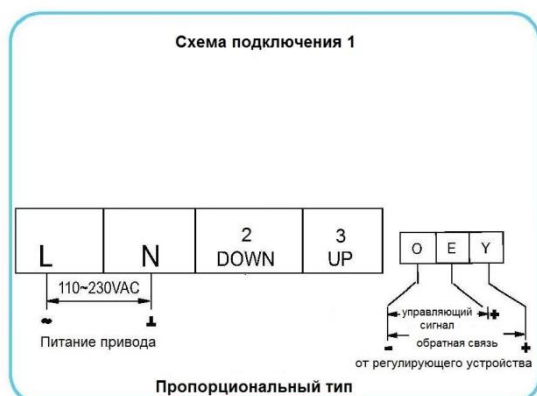 Схема подключения 1
L N 2 3
DOWN UP
O E Y
110~230VAC
~ ⊥
Питание привода
управляющий +
сигнал
- обратная связь +
от регулирующего устройства
Пропорциональный тип